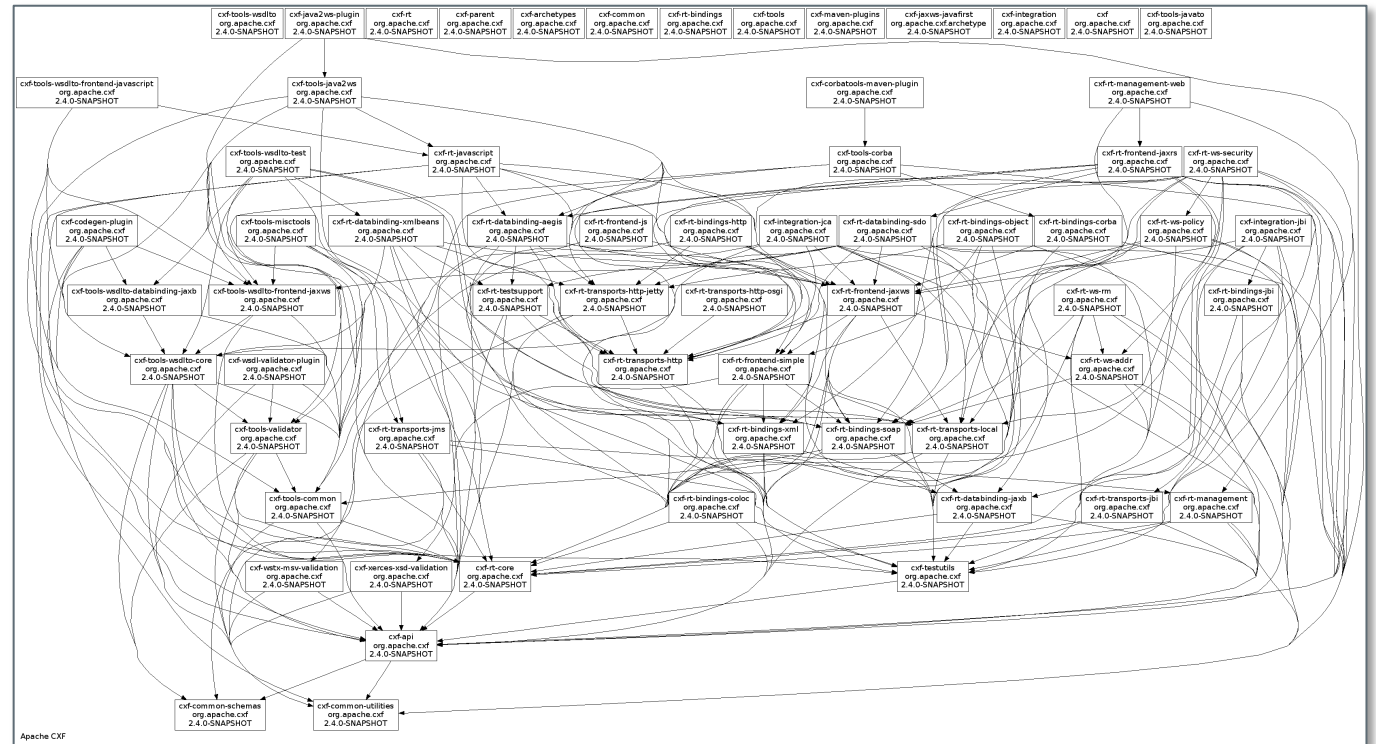 cxf-tools-wsdlto
org.apache.cxf
2.4.0-SNAPSHOT
cxf-java2ws-plugin
org.apache.cxf
2.4.0-SNAPSHOT
cxf-rt
org.apache.cxf
2.4.0-SNAPSHOT
cxf-parent
org.apache.cxf
2.4.0-SNAPSHOT
cxf-archetypes
org.apache.cxf
2.4.0-SNAPSHOT
cxf-common
org.apache.cxf
2.4.0-SNAPSHOT
cxf-rt-bindings
org.apache.cxf
2.4.0-SNAPSHOT
cxf-tools
org.apache.cxf
2.4.0-SNAPSHOT
cxf-maven-plugins
org.apache.cxf
2.4.0-SNAPSHOT
cxf-jaxws-javafirst
org.apache.cxf.archetype
2.4.0-SNAPSHOT
cxf-integration
org.apache.cxf
2.4.0-SNAPSHOT
cxf
org.apache.cxf
2.4.0-SNAPSHOT
cxf-tools-javato
org.apache.cxf
2.4.0-SNAPSHOT
cxf-tools-wsdlto-frontend-javascript
org.apache.cxf
2.4.0-SNAPSHOT
cxf-tools-java2ws
org.apache.cxf
2.4.0-SNAPSHOT
cxf-corbatools-maven-plugin
org.apache.cxf
2.4.0-SNAPSHOT
cxf-rt-management-web
org.apache.cxf
2.4.0-SNAPSHOT
cxf-tools-wsdlto-test
org.apache.cxf
2.4.0-SNAPSHOT
cxf-rt-javascript
org.apache.cxf
2.4.0-SNAPSHOT
cxf-tools-corba
org.apache.cxf
2.4.0-SNAPSHOT
cxf-rt-frontend-jaxrs
org.apache.cxf
2.4.0-SNAPSHOT
cxf-rt-ws-security
org.apache.cxf
2.4.0-SNAPSHOT
cxf-codegen-plugin
org.apache.cxf
2.4.0-SNAPSHOT
cxf-tools-misctools
org.apache.cxf
2.4.0-SNAPSHOT
cxf-rt-databinding-xmlbeans
org.apache.cxf
2.4.0-SNAPSHOT
cxf-rt-databinding-aegis
org.apache.cxf
2.4.0-SNAPSHOT
cxf-rt-frontend-js
org.apache.cxf
2.4.0-SNAPSHOT
cxf-rt-bindings-http
org.apache.cxf
2.4.0-SNAPSHOT
cxf-integration-jca
org.apache.cxf
2.4.0-SNAPSHOT
cxf-rt-databinding-sdo
org.apache.cxf
2.4.0-SNAPSHOT
cxf-rt-bindings-object
org.apache.cxf
2.4.0-SNAPSHOT
cxf-rt-bindings-corba
org.apache.cxf
2.4.0-SNAPSHOT
cxf-rt-ws-policy
org.apache.cxf
2.4.0-SNAPSHOT
cxf-integration-jbi
org.apache.cxf
2.4.0-SNAPSHOT
cxf-tools-wsdlto-databinding-jaxb
org.apache.cxf
2.4.0-SNAPSHOT
cxf-tools-wsdlto-frontend-jaxws
org.apache.cxf
2.4.0-SNAPSHOT
cxf-rt-testsupport
org.apache.cxf
2.4.0-SNAPSHOT
cxf-rt-transports-http-jetty
org.apache.cxf
2.4.0-SNAPSHOT
cxf-rt-transports-http-osgi
org.apache.cxf
2.4.0-SNAPSHOT
cxf-rt-frontend-jaxws
org.apache.cxf
2.4.0-SNAPSHOT
cxf-rt-ws-rm
org.apache.cxf
2.4.0-SNAPSHOT
cxf-rt-bindings-jbi
org.apache.cxf
2.4.0-SNAPSHOT
cxf-tools-wsdlto-core
org.apache.cxf
2.4.0-SNAPSHOT
cxf-wsdl-validator-plugin
org.apache.cxf
2.4.0-SNAPSHOT
cxf-rt-transports-http
org.apache.cxf
2.4.0-SNAPSHOT
cxf-rt-frontend-simple
org.apache.cxf
2.4.0-SNAPSHOT
cxf-rt-ws-addr
org.apache.cxf
2.4.0-SNAPSHOT
cxf-tools-validator
org.apache.cxf
2.4.0-SNAPSHOT
cxf-rt-transports-jms
org.apache.cxf
2.4.0-SNAPSHOT
cxf-rt-bindings-xml
org.apache.cxf
2.4.0-SNAPSHOT
cxf-rt-bindings-soap
org.apache.cxf
2.4.0-SNAPSHOT
cxf-rt-transports-local
org.apache.cxf
2.4.0-SNAPSHOT
cxf-tools-common
org.apache.cxf
2.4.0-SNAPSHOT
cxf-rt-bindings-coloc
org.apache.cxf
2.4.0-SNAPSHOT
cxf-rt-databinding-jaxb
org.apache.cxf
2.4.0-SNAPSHOT
cxf-rt-transports-jbi
org.apache.cxf
2.4.0-SNAPSHOT
cxf-rt-management
org.apache.cxf
2.4.0-SNAPSHOT
cxf-wstx-msv-validation
org.apache.cxf
2.4.0-SNAPSHOT
cxf-xerces-xsd-validation
org.apache.cxf
2.4.0-SNAPSHOT
cxf-rt-core
org.apache.cxf
2.4.0-SNAPSHOT
cxf-testutils
org.apache.cxf
2.4.0-SNAPSHOT
cxf-api
org.apache.cxf
2.4.0-SNAPSHOT
cxf-common-schemas
org.apache.cxf
2.4.0-SNAPSHOT
cxf-common-utilities
org.apache.cxf
2.4.0-SNAPSHOT
Apache CXF